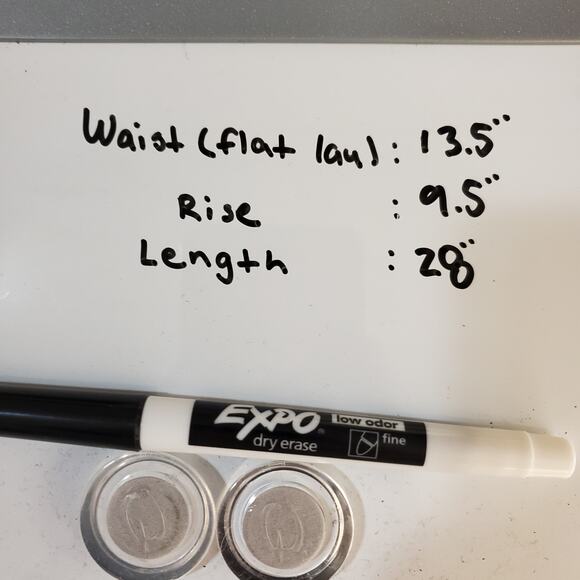 Waist (flat lay) : 13.5"
Rise : 9.5"
Length : 28"
EXPO® low odor
dry erase fine